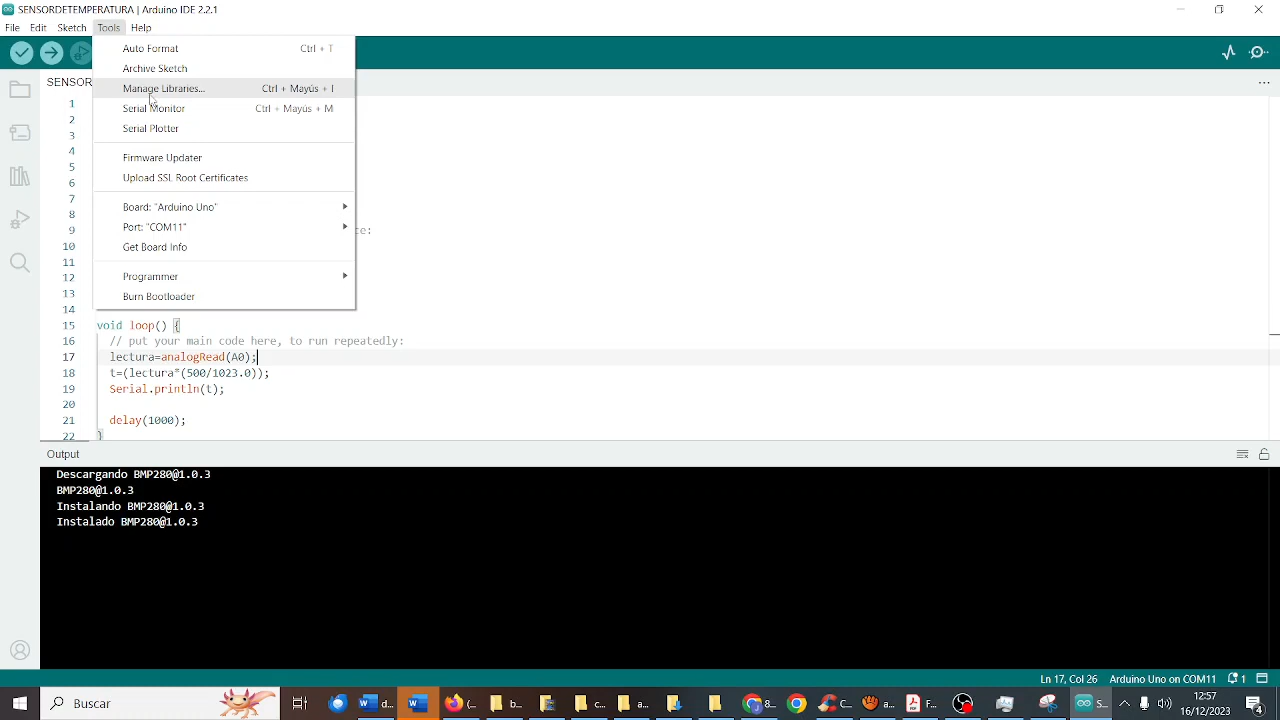 SENSORDETEMPERATURA | Arduino IDE 2.2.1
File Edit Sketch Tools Help
Auto Format Ctrl + T
Archive Sketch
Manage Libraries... Ctrl + Mayús + I
Serial Monitor Ctrl + Mayús + M
Serial Plotter
Firmware Updater
Upload SSL Root Certificates
Board: "Arduino Uno"
Port: "COM11"
Get Board Info
Programmer
Burn Bootloader
SENSOR
...
1
2
3
4
5
6
7
8
9 te:
10
11
12
13
14
15 void loop() {
16 // put your main code here, to run repeatedly:
17 lectura=analogRead(A0);
18 t=(lectura*(500/1023.0));
19 Serial.println(t);
20
21 delay(1000);
22 }
Output
Descargando BMP280@1.0.3
BMP280@1.0.3
Instalando BMP280@1.0.3
Instalado BMP280@1.0.3
Ln 17, Col 26 Arduino Uno on COM11 1
Buscar d... (... b... c... a... 8... C... a... F... S... 12:57
16/12/2023 4